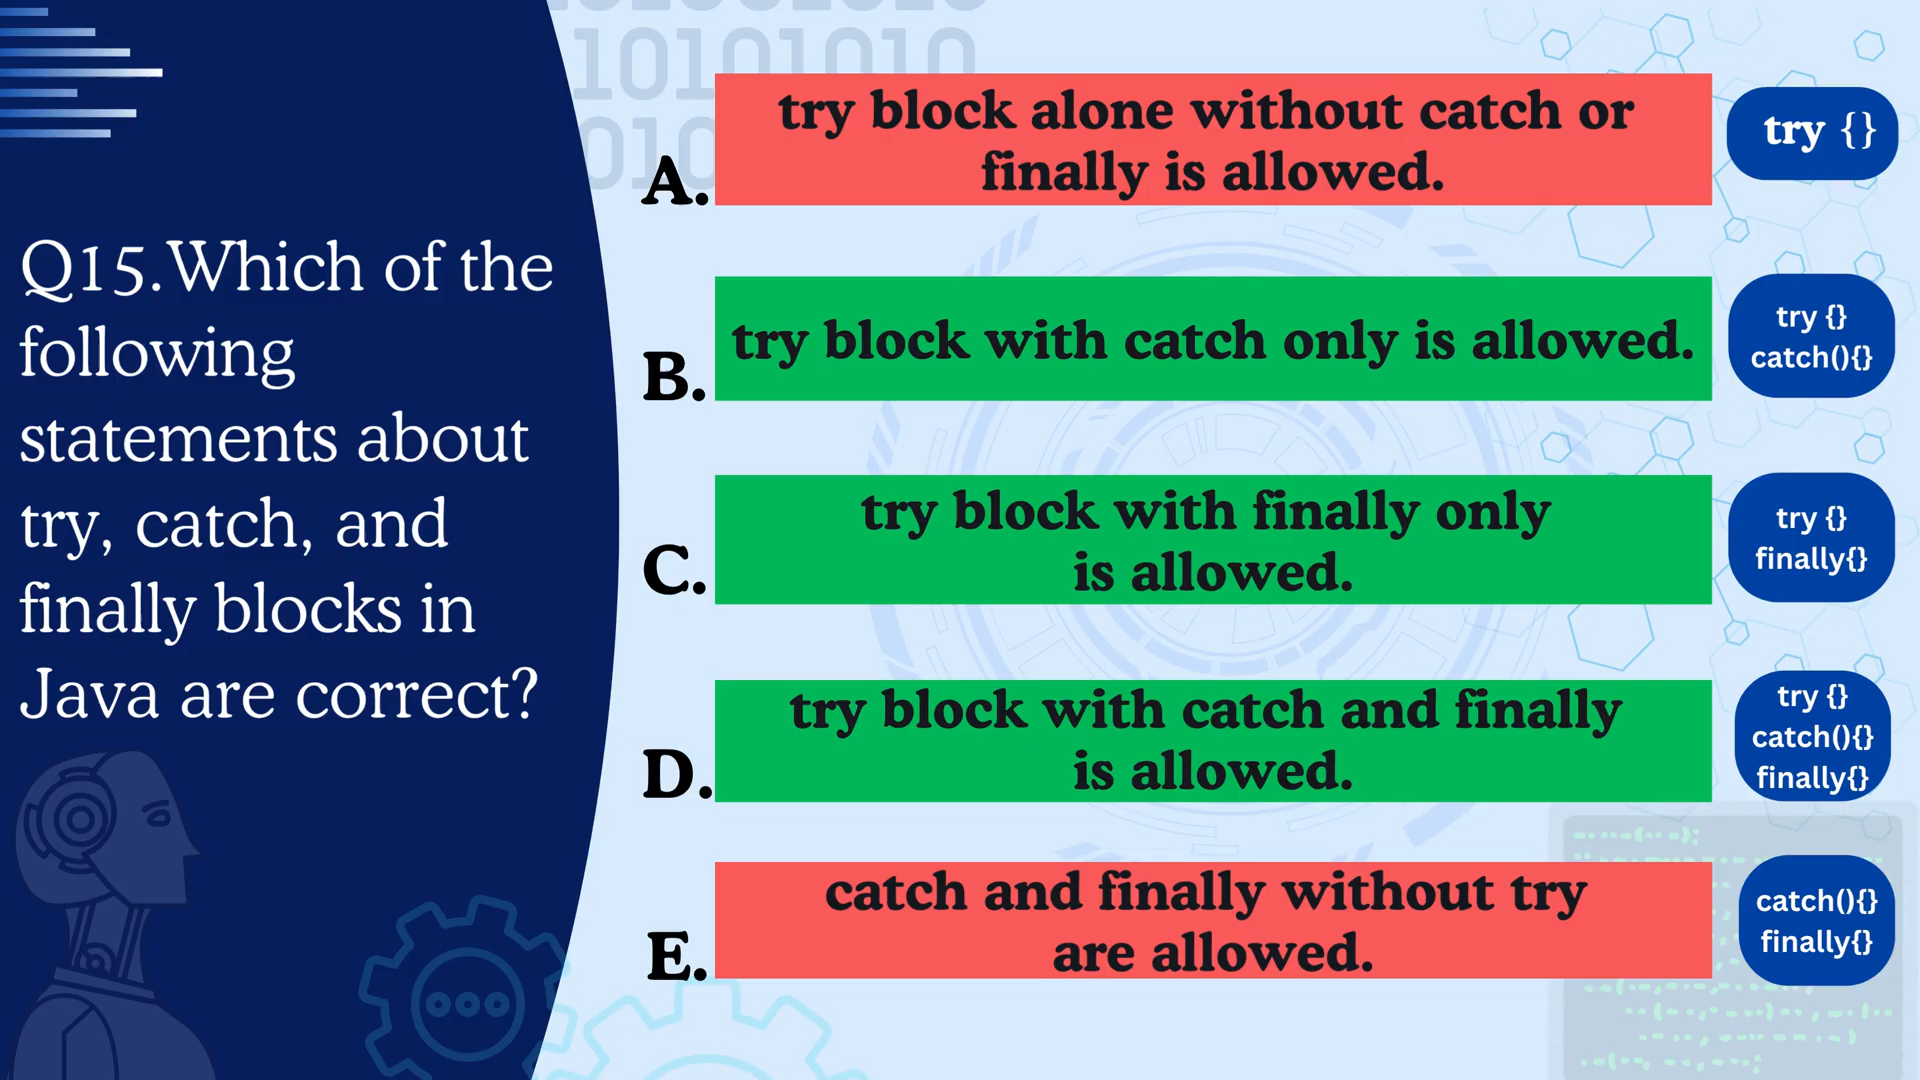 Q15.Which of the
following
statements about
try, catch, and
finally blocks in
Java are correct?
10101010
A.
try block alone without catch or
finally is allowed.
try {}
B.
try block with catch only is allowed.
try {}
catch(){}
C.
try block with finally only
is allowed.
try {}
finally{}
D.
try block with catch and finally
is allowed.
try {}
catch(){}
finally{}
E.
catch and finally without try
are allowed.
catch(){}
finally{}